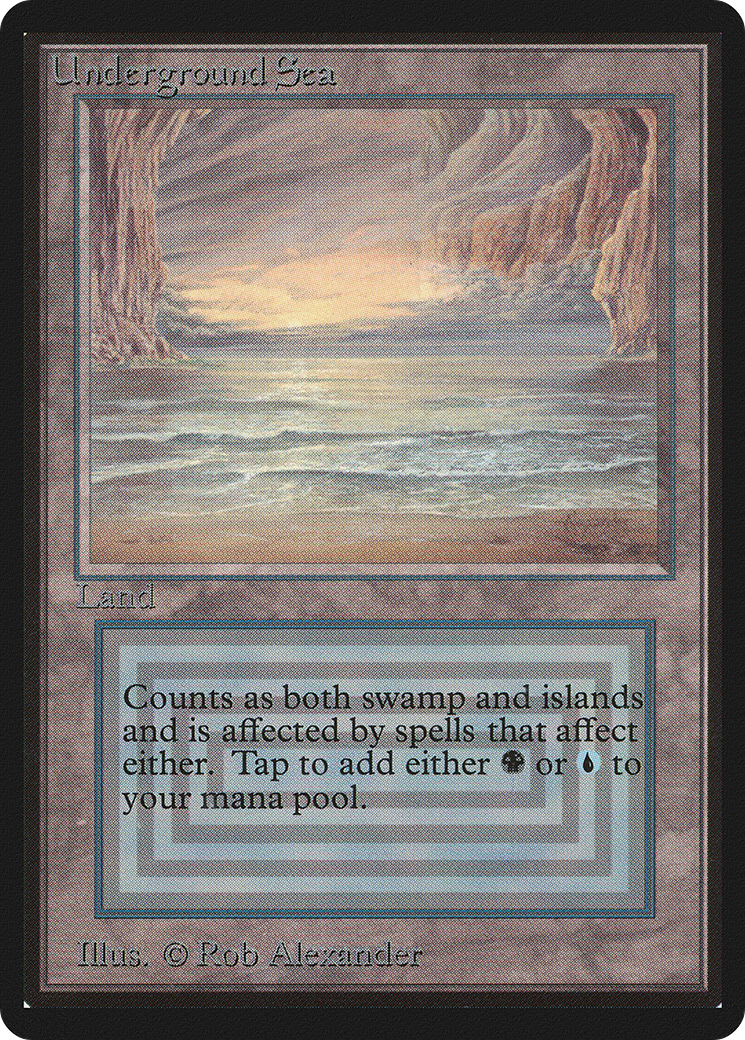 Underground Sea
Land
Counts as both swamp and islands
and is affected by spells that affect
either. Tap to add either or to
your mana pool.
Illus. © Rob Alexander